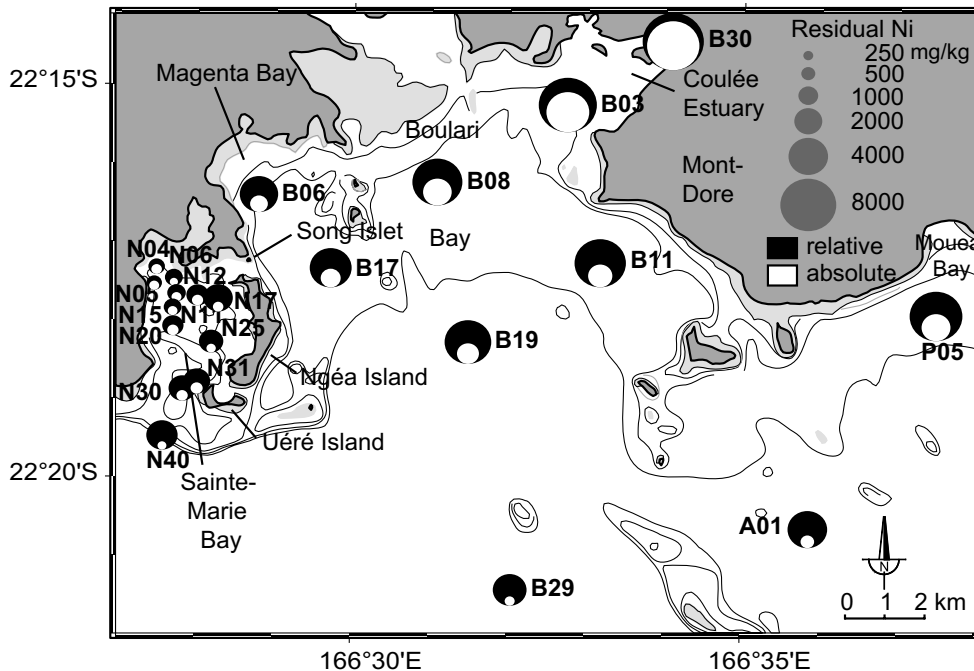 B30
Residual Ni
250 mg/kg
500
1000
2000
4000
8000
relative
absolute
22°15'S
Magenta Bay
Coulée
Estuary
B03
Boulari
Mont-
Dore
B06
B08
Bay
Song Islet
Mouea
Bay
N04
N06
N12
B17
B11
N05
N17
N15
N11
N25
N20
B19
P05
N31
Ngéa Island
N30
Uéré Island
N40
22°20'S
Sainte-
Marie
Bay
A01
N
B29
0 1 2 km
166°30'E
166°35'E